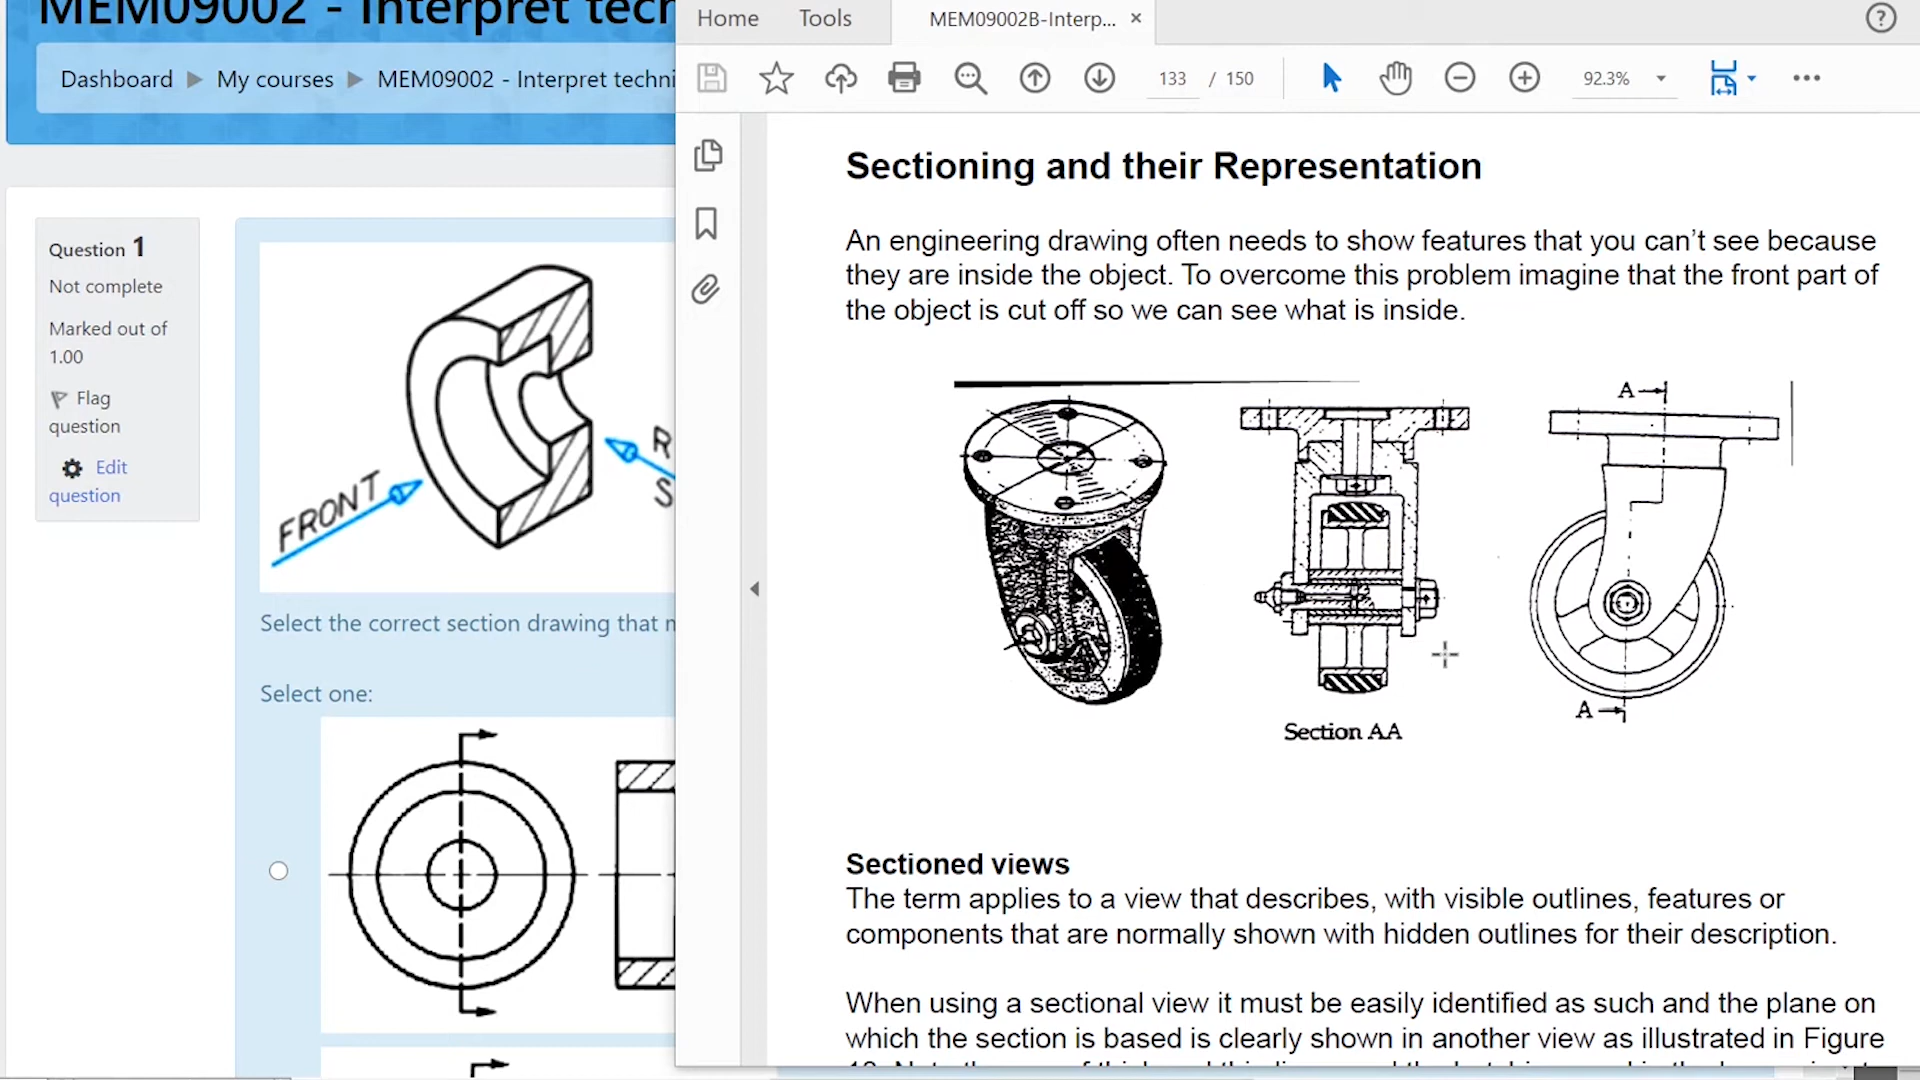 MEM09002 - Interpret tech
Dashboard ▶ My courses ▶ MEM09002 - Interpret techni
Question 1
Not complete
Marked out of
1.00
Flag
question
Edit
question
FRONT
R
S
Select the correct section drawing that
Select one:
Home Tools MEM09002B-Interp... ×
133 / 150 92.3%
Sectioning and their Representation
An engineering drawing often needs to show features that you can’t see because
they are inside the object. To overcome this problem imagine that the front part of
the object is cut off so we can see what is inside.
A
A
Section AA
Sectioned views
The term applies to a view that describes, with visible outlines, features or
components that are normally shown with hidden outlines for their description.
When using a sectional view it must be easily identified as such and the plane on
which the section is based is clearly shown in another view as illustrated in Figure